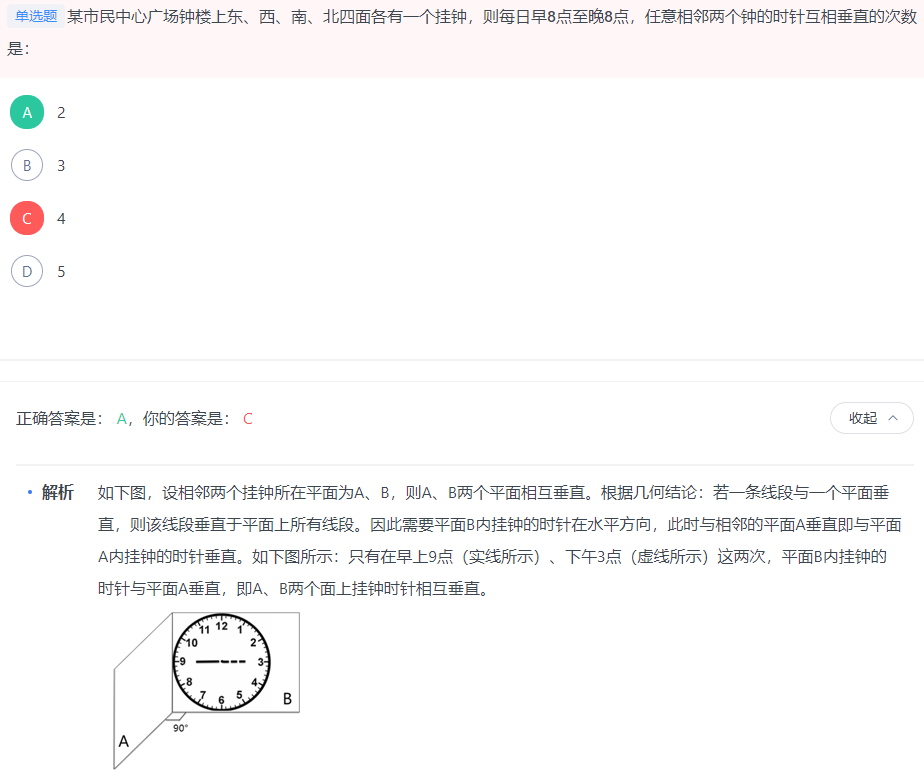 单选题 某市民中心广场钟楼上东、西、南、北四面各有一个挂钟，则每日早8点至晚8点，任意相邻两个钟的时针互相垂直的次数
是：
A 2
B 3
C 4
D 5
正确答案是： A，你的答案是： C
收起
• 解析 如下图，设相邻两个挂钟所在平面为A、B，则A、B两个平面相互垂直。根据几何结论：若一条线段与一个平面垂
直，则该线段垂直于平面上所有线段。因此需要平面B内挂钟的时针在水平方向，此时与相邻的平面A垂直即与平面
A内挂钟的时针垂直。如下图所示：只有在早上9点（实线所示）、下午3点（虚线所示）这两次，平面B内挂钟的
时针与平面A垂直，即A、B两个面上挂钟时针相互垂直。
11 12 1
10 2
9 3
8 4
7 6 5
B
90°
A